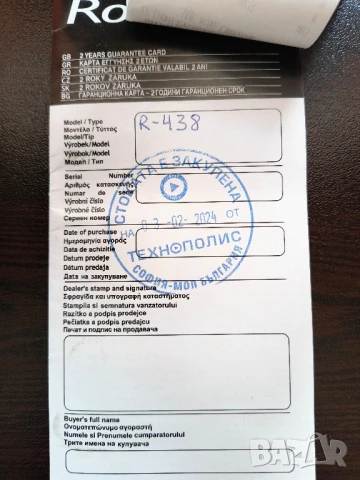 Ro
GB 2 YEARS GUARANTEE CARD
GR ΚΑΡΤΑ ΕΓΓΥΗΣΗΣ 2 ΕΤΩΝ
RO CERTIFICAT DE GARANTIE VALABIL 2 ANI
CZ 2 ROKY ZÁRUKA
SK 2 ROKOV ZÁRUKA
BG ГАРАНЦИОННА КАРТА - 2 ГОДИНИ ГАРАНЦИОНЕН СРОК
Model / Type
Μοντέλο / Τύπος
Model/Tip
Výrobek/Model
Výrobok/Model
Модел / Тип
R-438
Serial Number
Αριθμός κατασκευής
Numar de serie
Výrobní číslo
Výrobné číslo
Сериен номер
СТОКАТА Е ЗАКУПЕНА
НА 03-02-2024 ОТ
ТЕХНОПОЛИС
СОФИЯ-МОЛ БЪЛГАРИЯ
Date of purchase
Ημερομηνία αγοράς
Data de achizitie
Datum prodeje
Dátum predaja
Дата на закупуване
Dealer's stamp and signature
Σφραγίδα και υπογραφή καταστήματος
Stampila si semnatura vanzatorului
Razítko a podpis prodejce
Pečiatka a podpis predajcu
Печат и подпис на продавача
Buyer's full name
Ονοματεπώνυμο αγοραστή
Numele si Prenumele cumparatorului
Трите имена на купувача
BAZAR